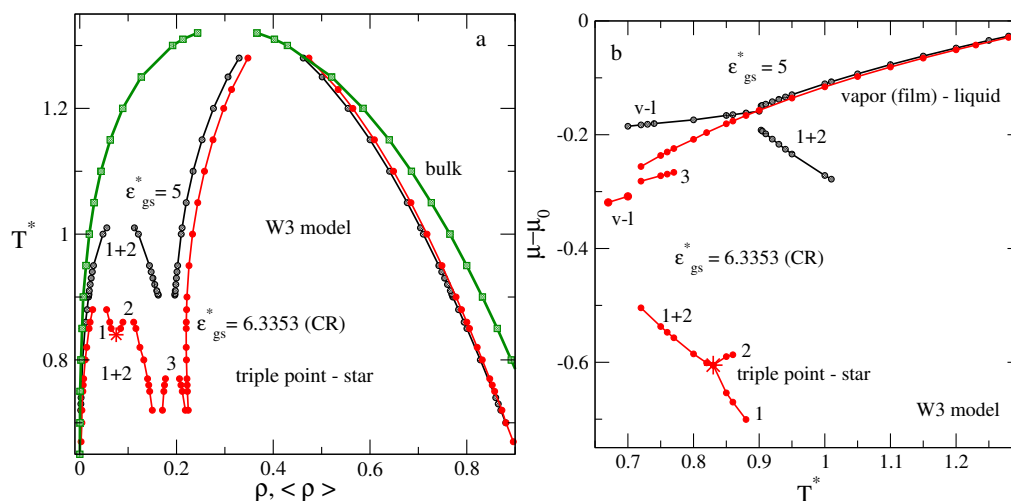 a
1.2
1
0.8
T*
0
0.2
0.4
0.6
0.8
ρ, < ρ >
bulk
ε*gs = 5
W3 model
1+2
ε*gs = 6.3353 (CR)
2
1
3
1+2
triple point - star
b
0
-0.2
-0.4
-0.6
-0.8
μ−μ0
0.7
0.8
0.9
1
1.1
1.2
T*
ε*gs = 5
v-l
vapor (film) - liquid
1+2
3
v-l
ε*gs = 6.3353 (CR)
1+2
2
triple point - star
1
W3 model